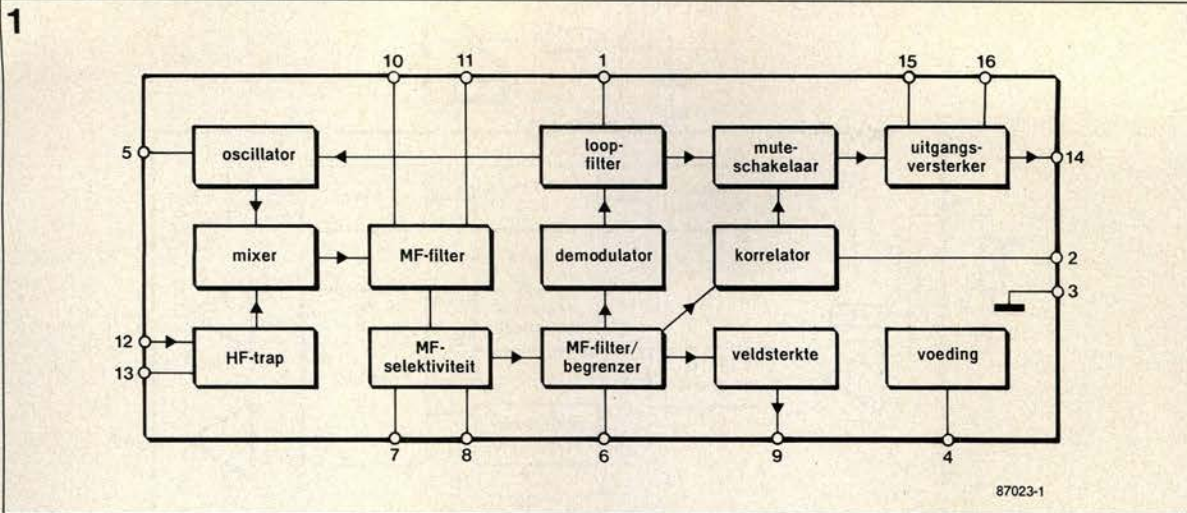 1
10
11
1
15
16
5
oscillator
loop-
filter
mute-
schakelaar
uitgangs-
versterker
14
mixer
MF-filter
demodulator
korrelator
2
3
12
13
HF-trap
MF-
selektiviteit
MF-filter/
begrenzer
veldsterkte
voeding
7
8
6
9
4
87023-1